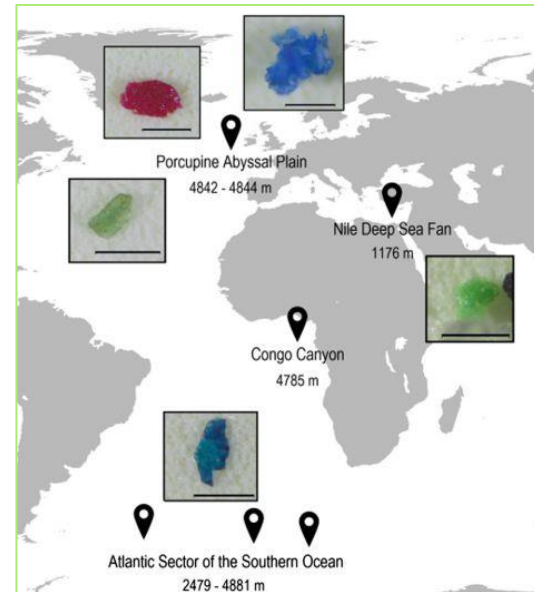 Porcupine Abyssal Plain
4842 - 4844 m
Nile Deep Sea Fan
1176 m
Congo Canyon
4785 m
Atlantic Sector of the Southern Ocean
2479 - 4881 m